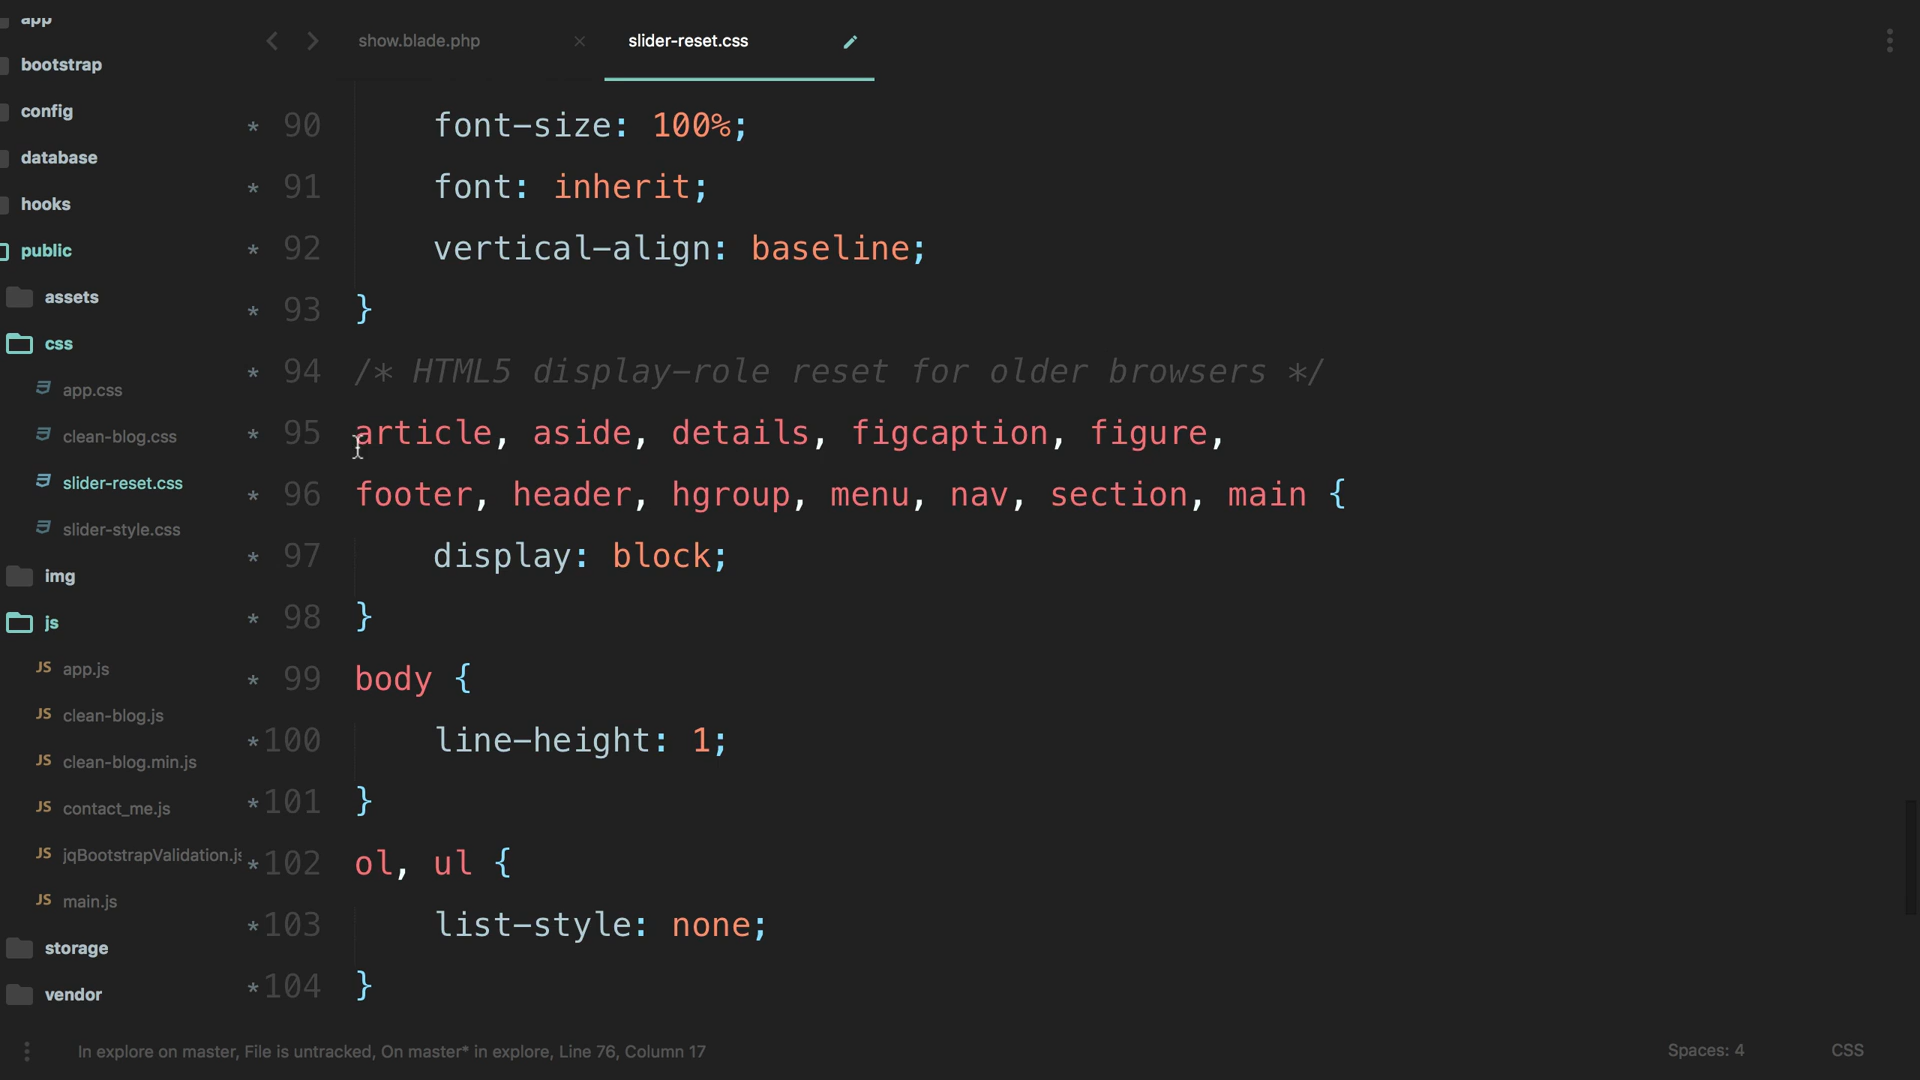 app
bootstrap
config
database
hooks
public
assets
css
app.css
clean-blog.css
slider-reset.css
slider-style.css
img
js
JS app.js
JS clean-blog.js
JS clean-blog.min.js
JS contact_me.js
JS jqBootstrapValidation.js
JS main.js
storage
vendor
show.blade.php × slider-reset.css
* 90 font-size: 100%;
* 91 font: inherit;
* 92 vertical-align: baseline;
* 93 }
* 94 /* HTML5 display-role reset for older browsers */
* 95 article, aside, details, figcaption, figure,
* 96 footer, header, hgroup, menu, nav, section, main {
* 97 display: block;
* 98 }
* 99 body {
*100 line-height: 1;
*101 }
*102 ol, ul {
*103 list-style: none;
*104 }
In explore on master, File is untracked, On master* in explore, Line 76, Column 17
Spaces: 4 CSS